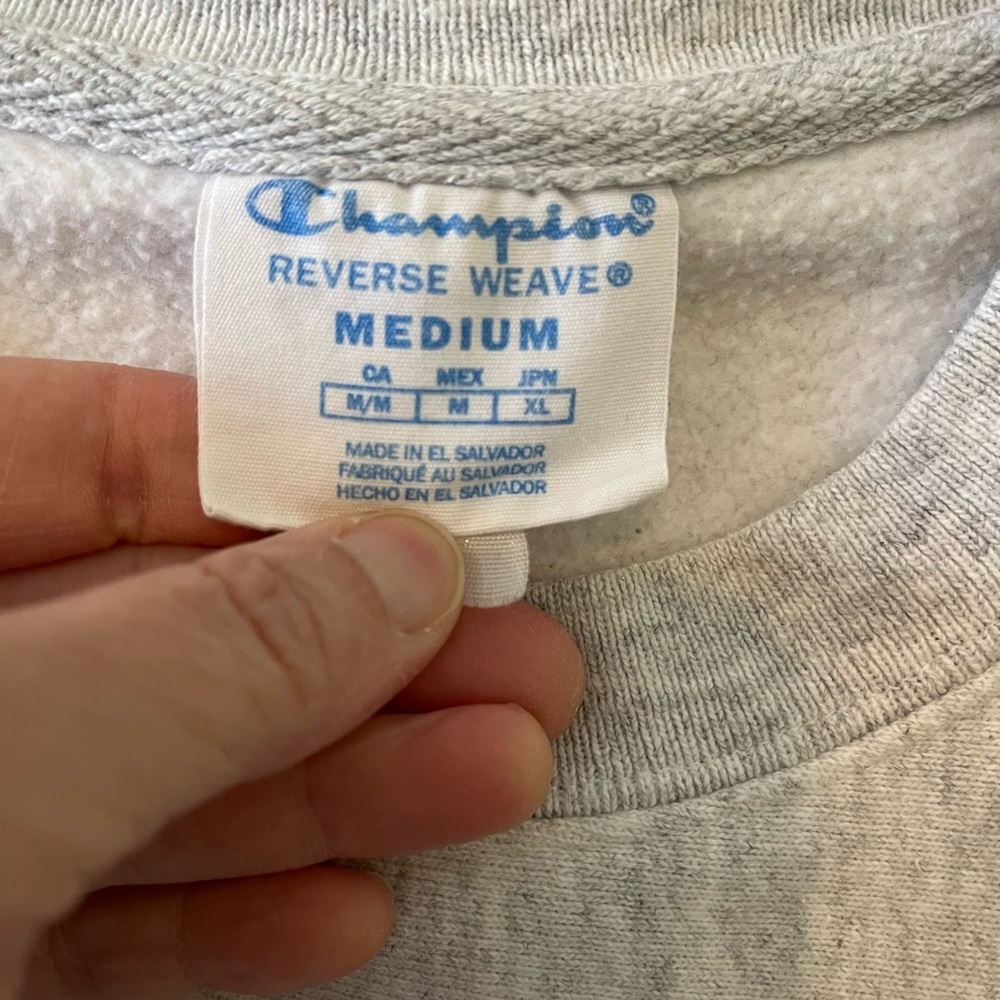 Champion®
REVERSE WEAVE®
MEDIUM
CA MEX JPN
M/M M XL
MADE IN EL SALVADOR
FABRIQUÉ AU SALVADOR
HECHO EN EL SALVADOR